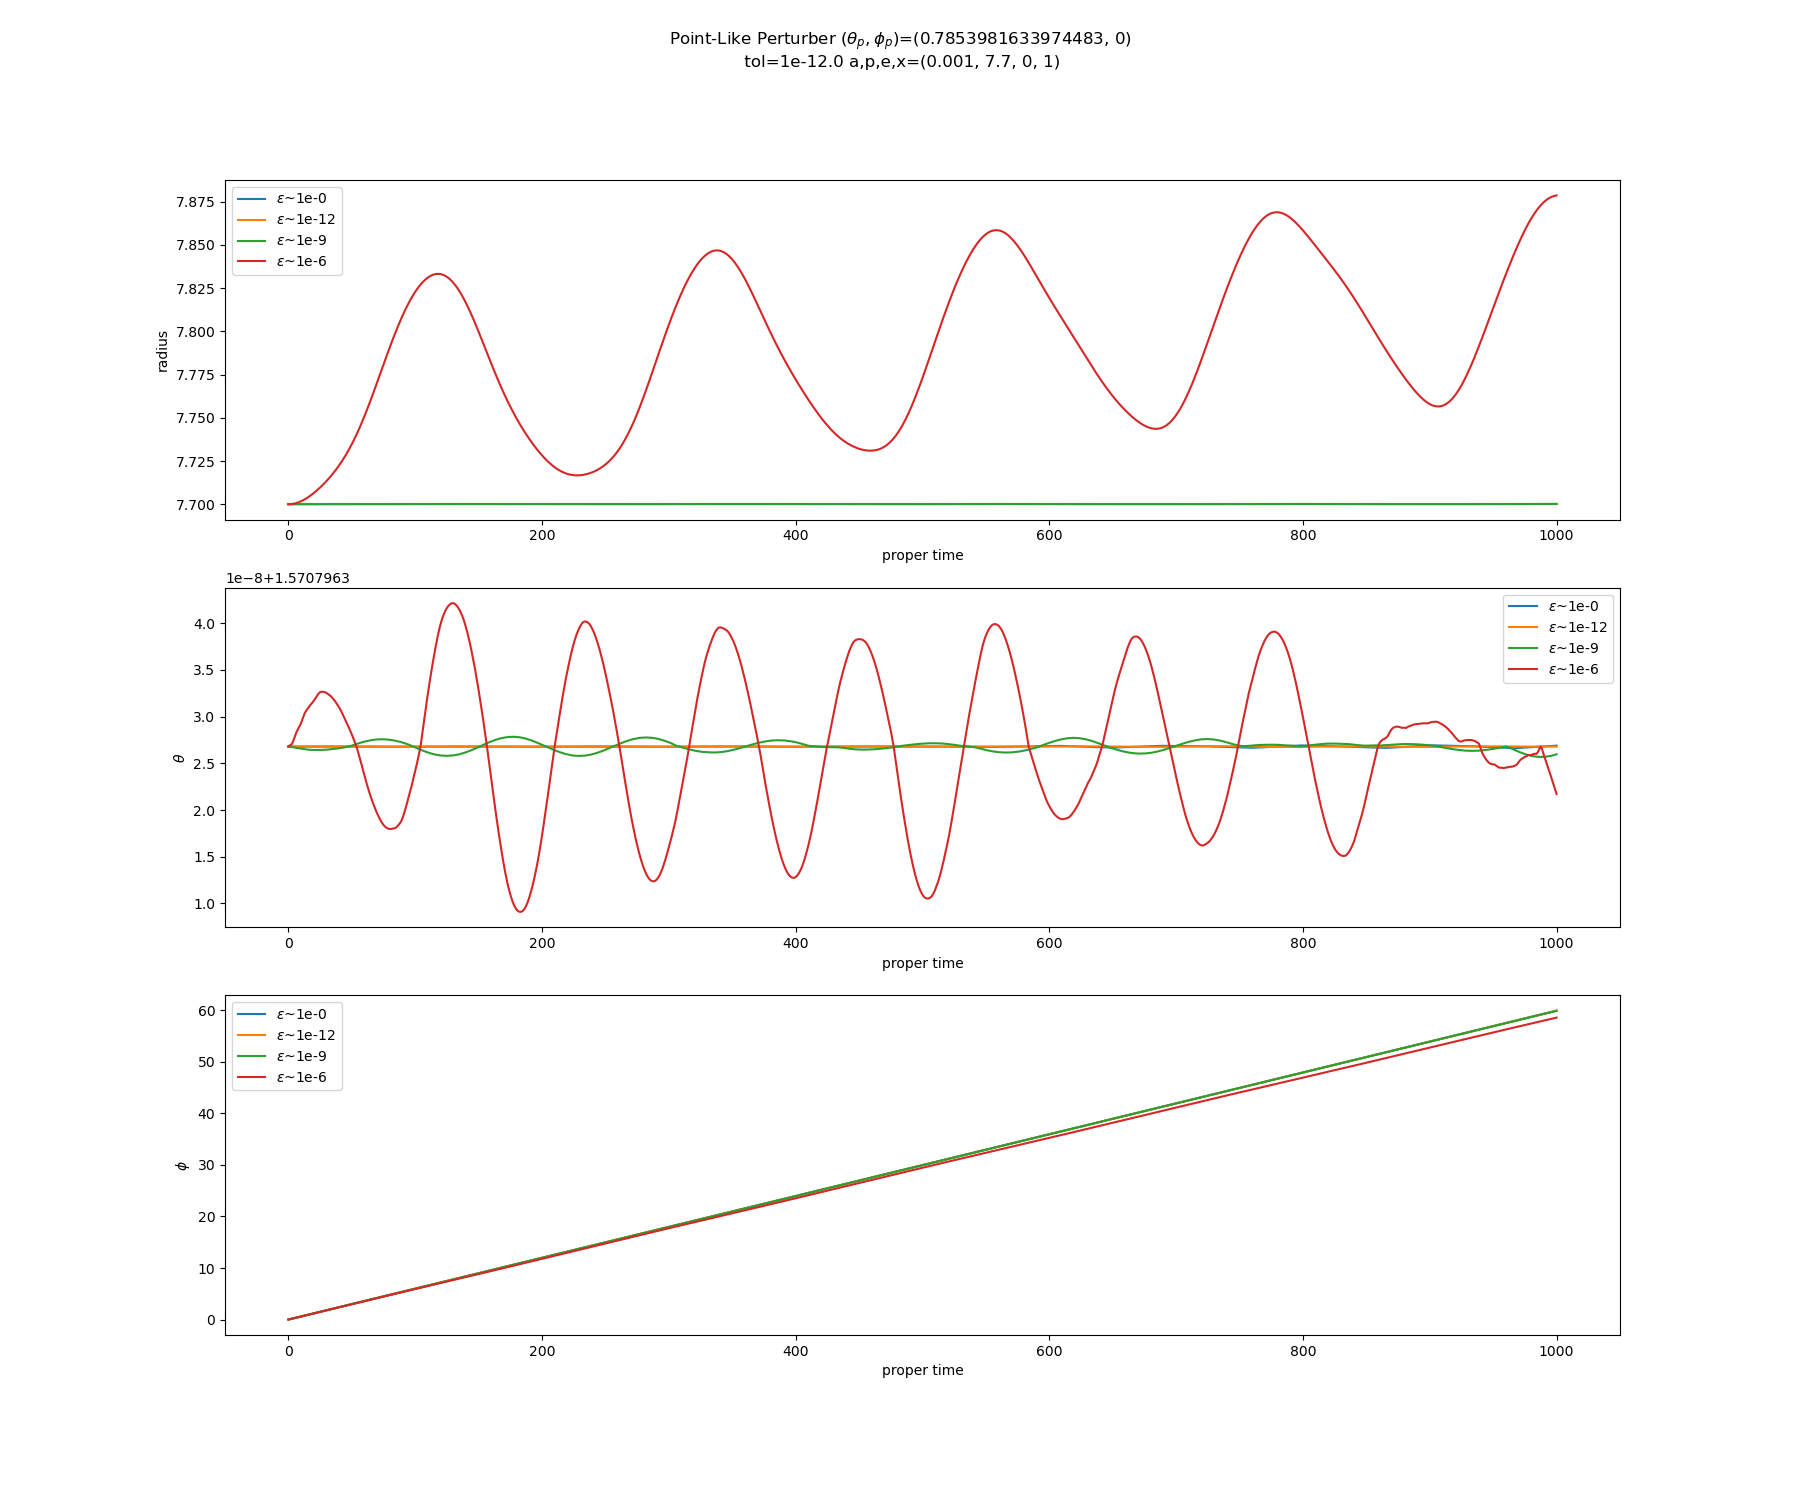 Point-Like Perturber (θₚ, ϕₚ)=(0.7853981633974483, 0)
tol=1e-12.0 a,p,e,x=(0.001, 7.7, 0, 1)
7.875
7.850
7.825
7.800
7.775
7.750
7.725
7.700
radius
ε~1e-0
ε~1e-12
ε~1e-9
ε~1e-6
0 200 400 600 800 1000
proper time
1e−8+1.5707963
4.0
3.5
3.0
2.5
2.0
1.5
1.0
θ
ε~1e-0
ε~1e-12
ε~1e-9
ε~1e-6
0 200 400 600 800 1000
proper time
60
50
40
30
20
10
0
ϕ
ε~1e-0
ε~1e-12
ε~1e-9
ε~1e-6
0 200 400 600 800 1000
proper time